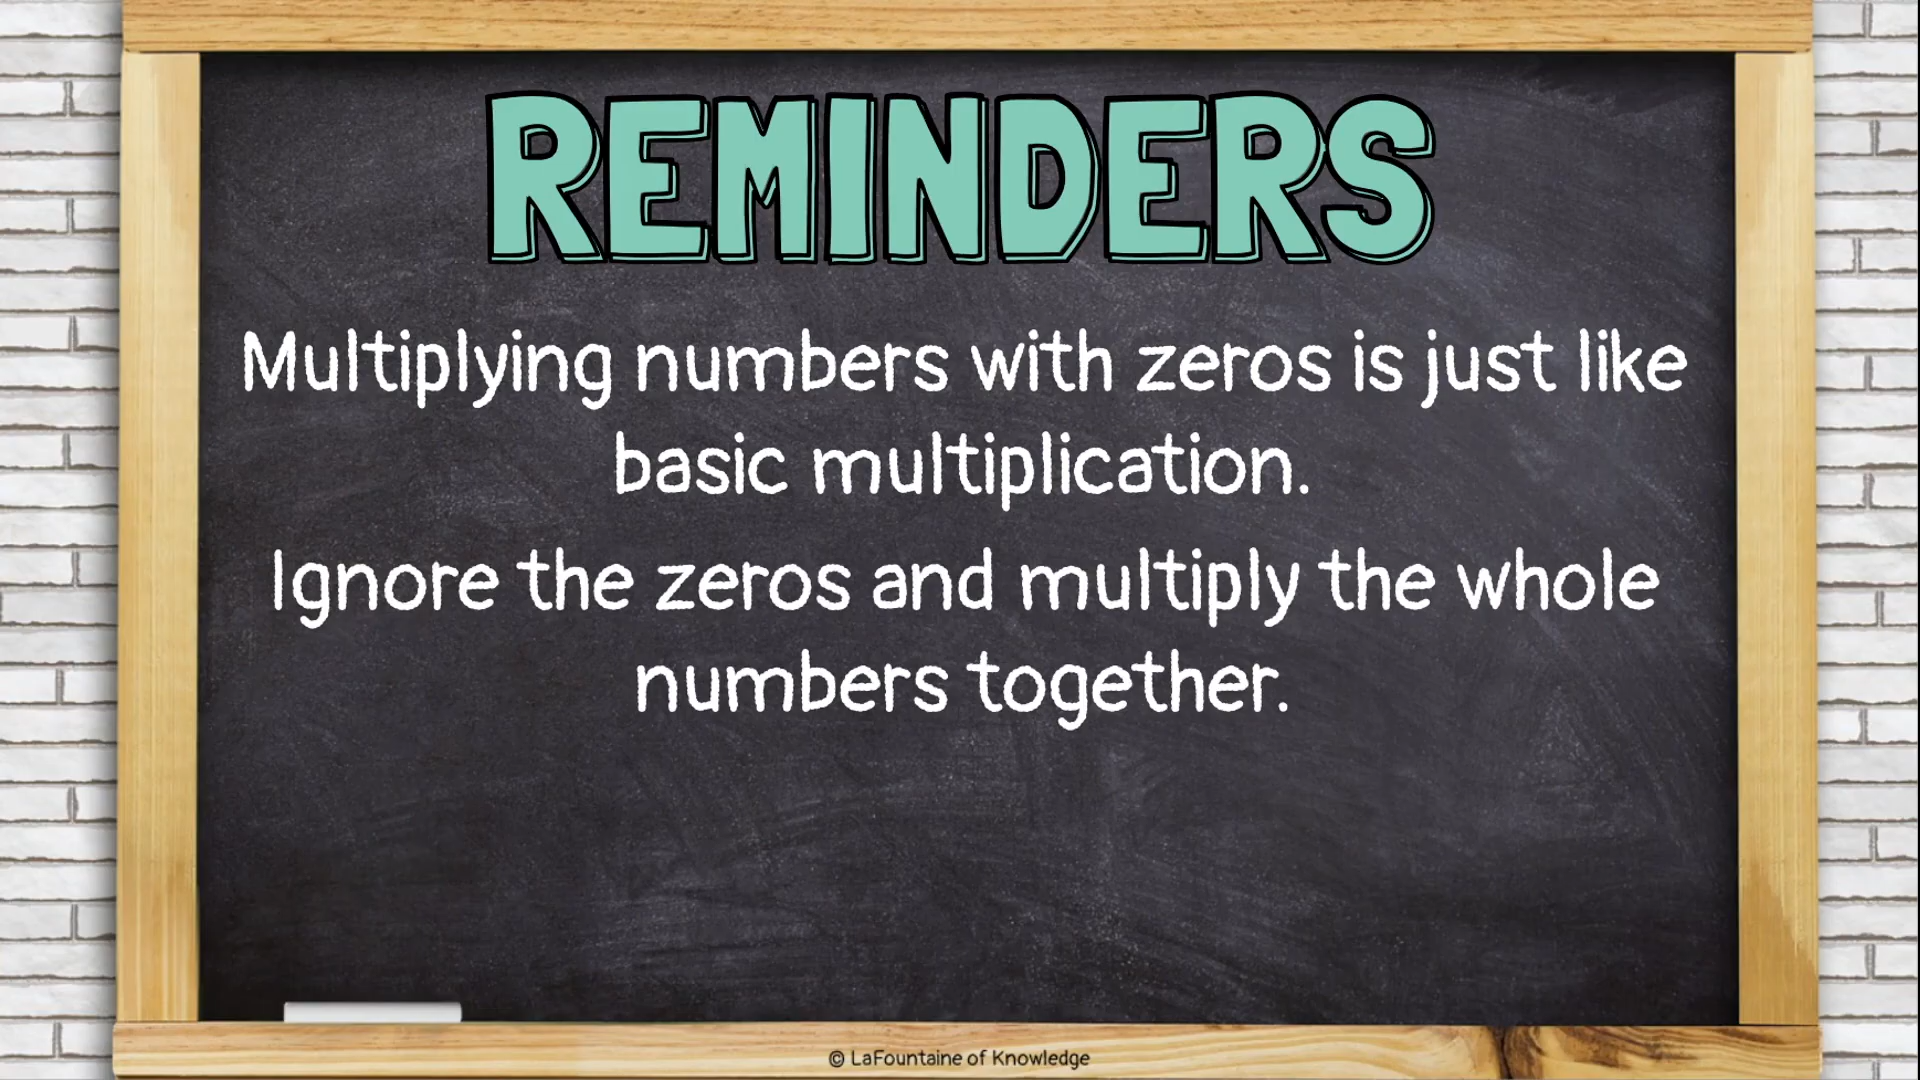 REMINDERS
Multiplying numbers with zeros is just like
basic multiplication.
Ignore the zeros and multiply the whole
numbers together.
© LaFountaine of Knowledge